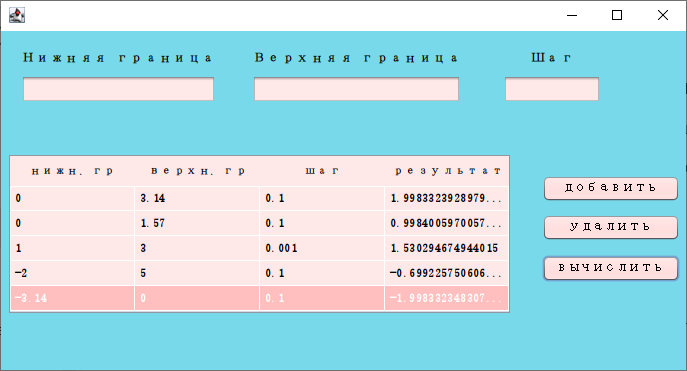 Нижняя граница Верхняя граница Шаг
нижн. гр верхн. гр шаг результат
0 3.14 0.1 1.9983392328979...
0 1.57 0.1 0.9984005970057...
1 3 0.001 1.530294674944015
-2 5 0.1 -0.699225750606...
-3.14 0 0.1 -1.998332348307...
добавить
удалить
вычислить